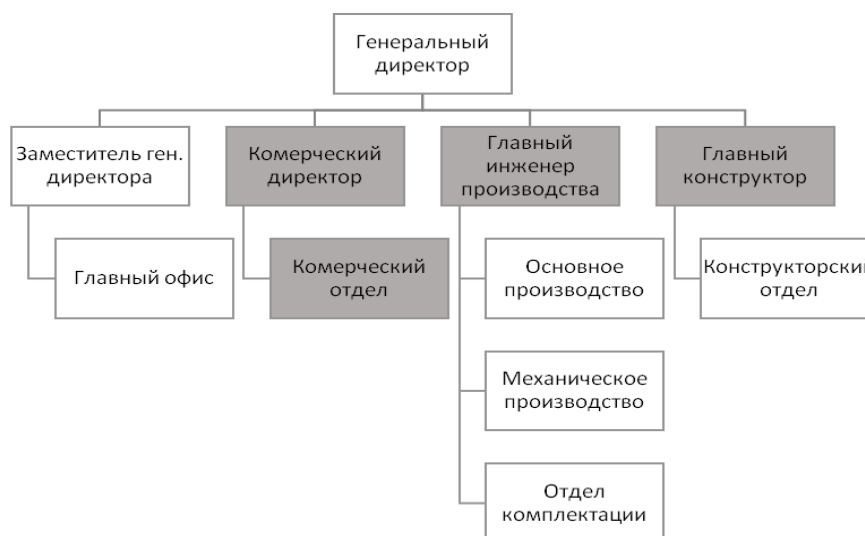 Генеральный
директор
Заместитель ген.
директора
Комерческий
директор
Главный
инженер
производства
Главный
конструктор
Главный офис
Комерческий
отдел
Основное
производство
Конструкторский
отдел
Механическое
производство
Отдел
комплектации